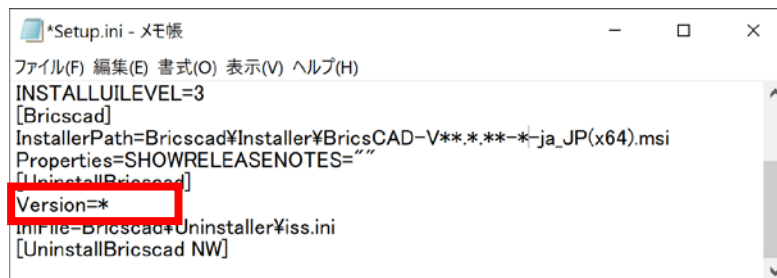 *Setup.ini - メモ帳
ファイル(F) 編集(E) 書式(O) 表示(V) ヘルプ(H)
INSTALLUILEVEL=3
[Bricscad]
InstallerPath=Bricscad¥Installer¥BricsCAD-V**.*.**-*-ja_JP(x64).msi
Properties=SHOWRELEASENOTES=""
[UninstallBricscad]
Version=*
IniFile=Bricscad¥Uninstaller¥iss.ini
[UninstallBricscad NW]